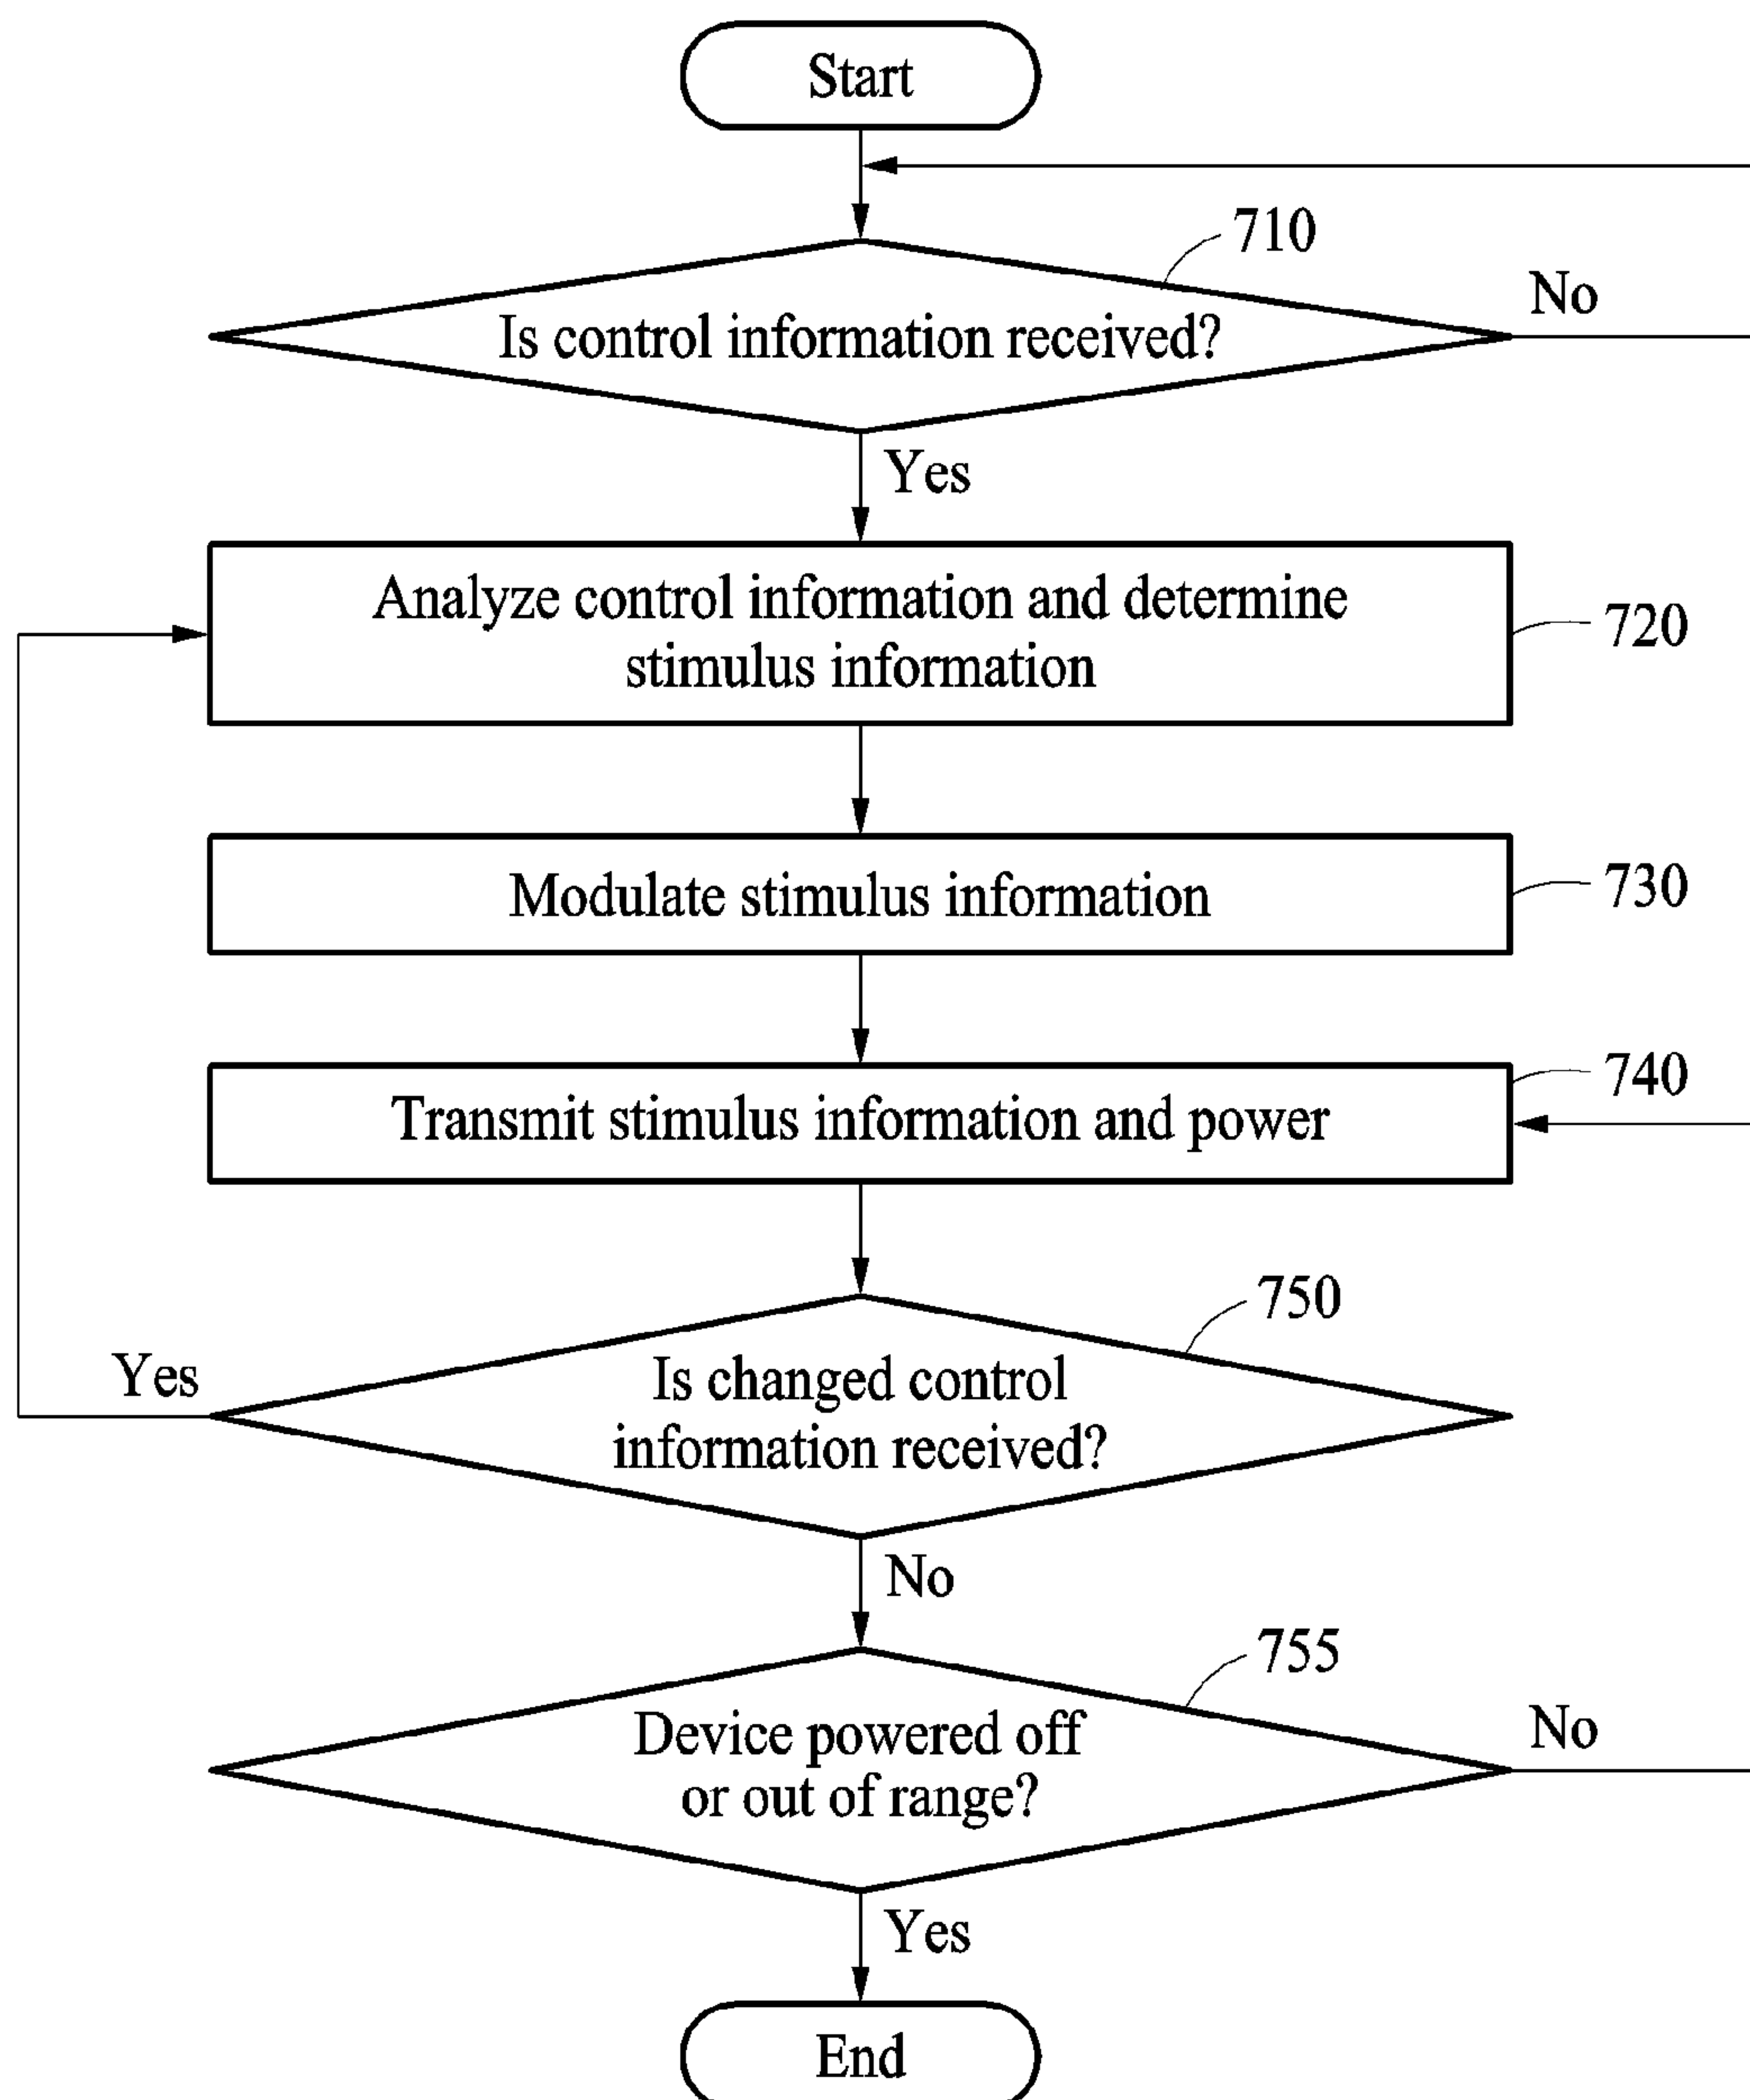 Start
710
Is control information received?
No
Yes
Analyze control information and determine
stimulus information
720
Modulate stimulus information
730
Transmit stimulus information and power
740
750
Is changed control
information received?
Yes
No
755
Device powered off
or out of range?
No
Yes
End